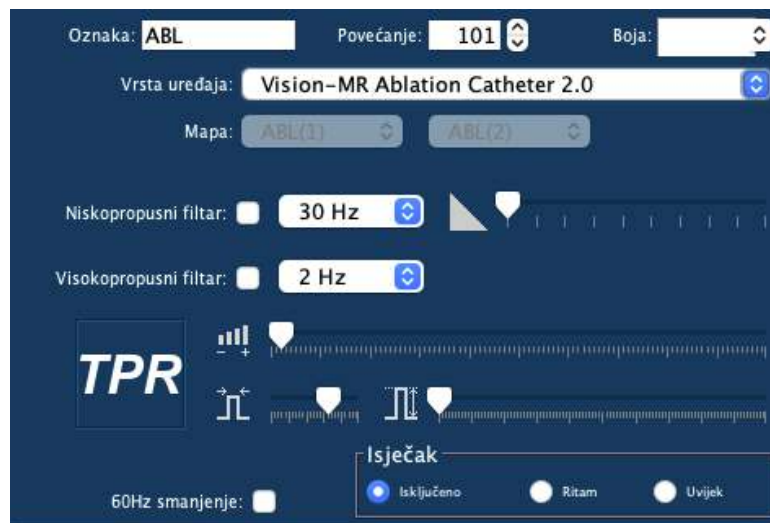 Oznaka: ABL Povećanje: 101 Boja:
Vrsta uređaja: Vision-MR Ablation Catheter 2.0
Mapa: ABL(1) ABL(2)
Niskopropusni filtar: 30 Hz
Visokopropusni filtar: 2 Hz
- +
TPR
Isječak
60Hz smanjenje: Isključeno Ritam Uvijek